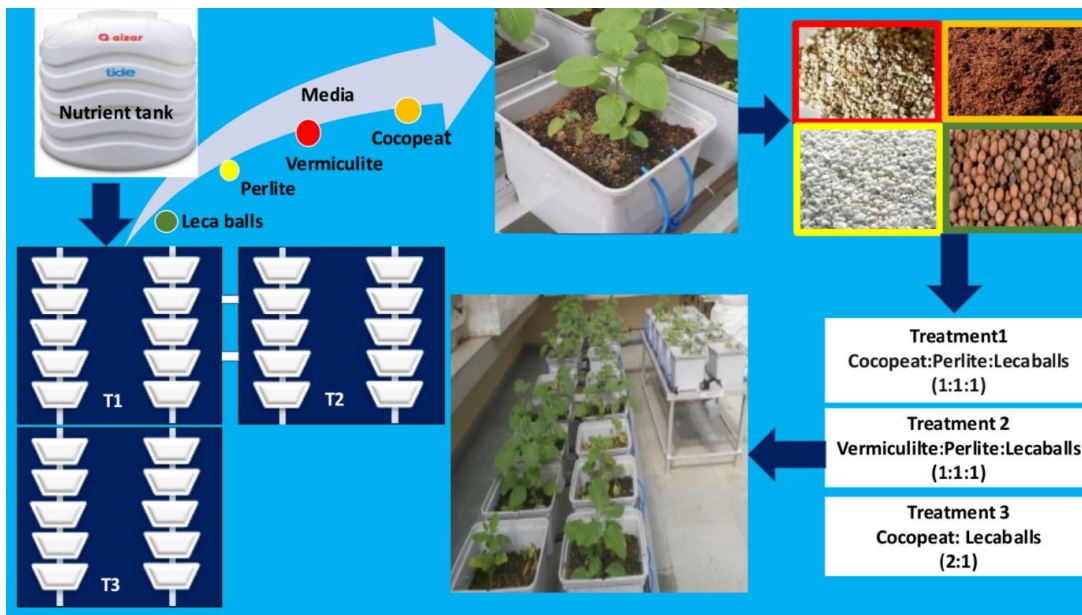 Q-aizar
tide
Nutrient tank
Media
Cocopeat
Vermiculite
Perlite
Leca balls
T1
T2
T3
Treatment1
Cocopeat:Perlite:Lecaballs
(1:1:1)
Treatment 2
Vermiculilte:Perlite:Lecaballs
(1:1:1)
Treatment 3
Cocopeat: Lecaballs
(2:1)